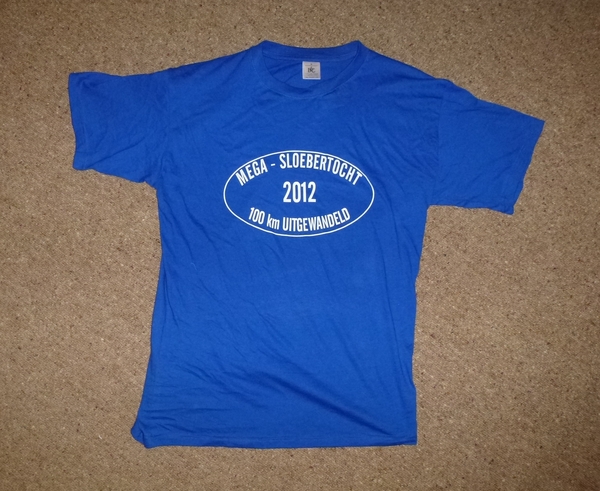 MEGA - SLOEBERTOCHT
2012
100 km UITGEWANDELD